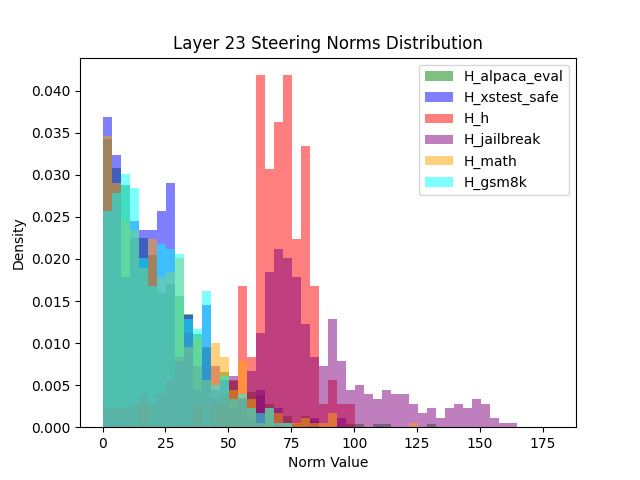 Layer 23 Steering Norms Distribution
H_alpaca_eval
H_xstest_safe
H_h
H_jailbreak
H_math
H_gsm8k
Density
0.040
0.035
0.030
0.025
0.020
0.015
0.010
0.005
0.000
0 25 50 75 100 125 150 175
Norm Value